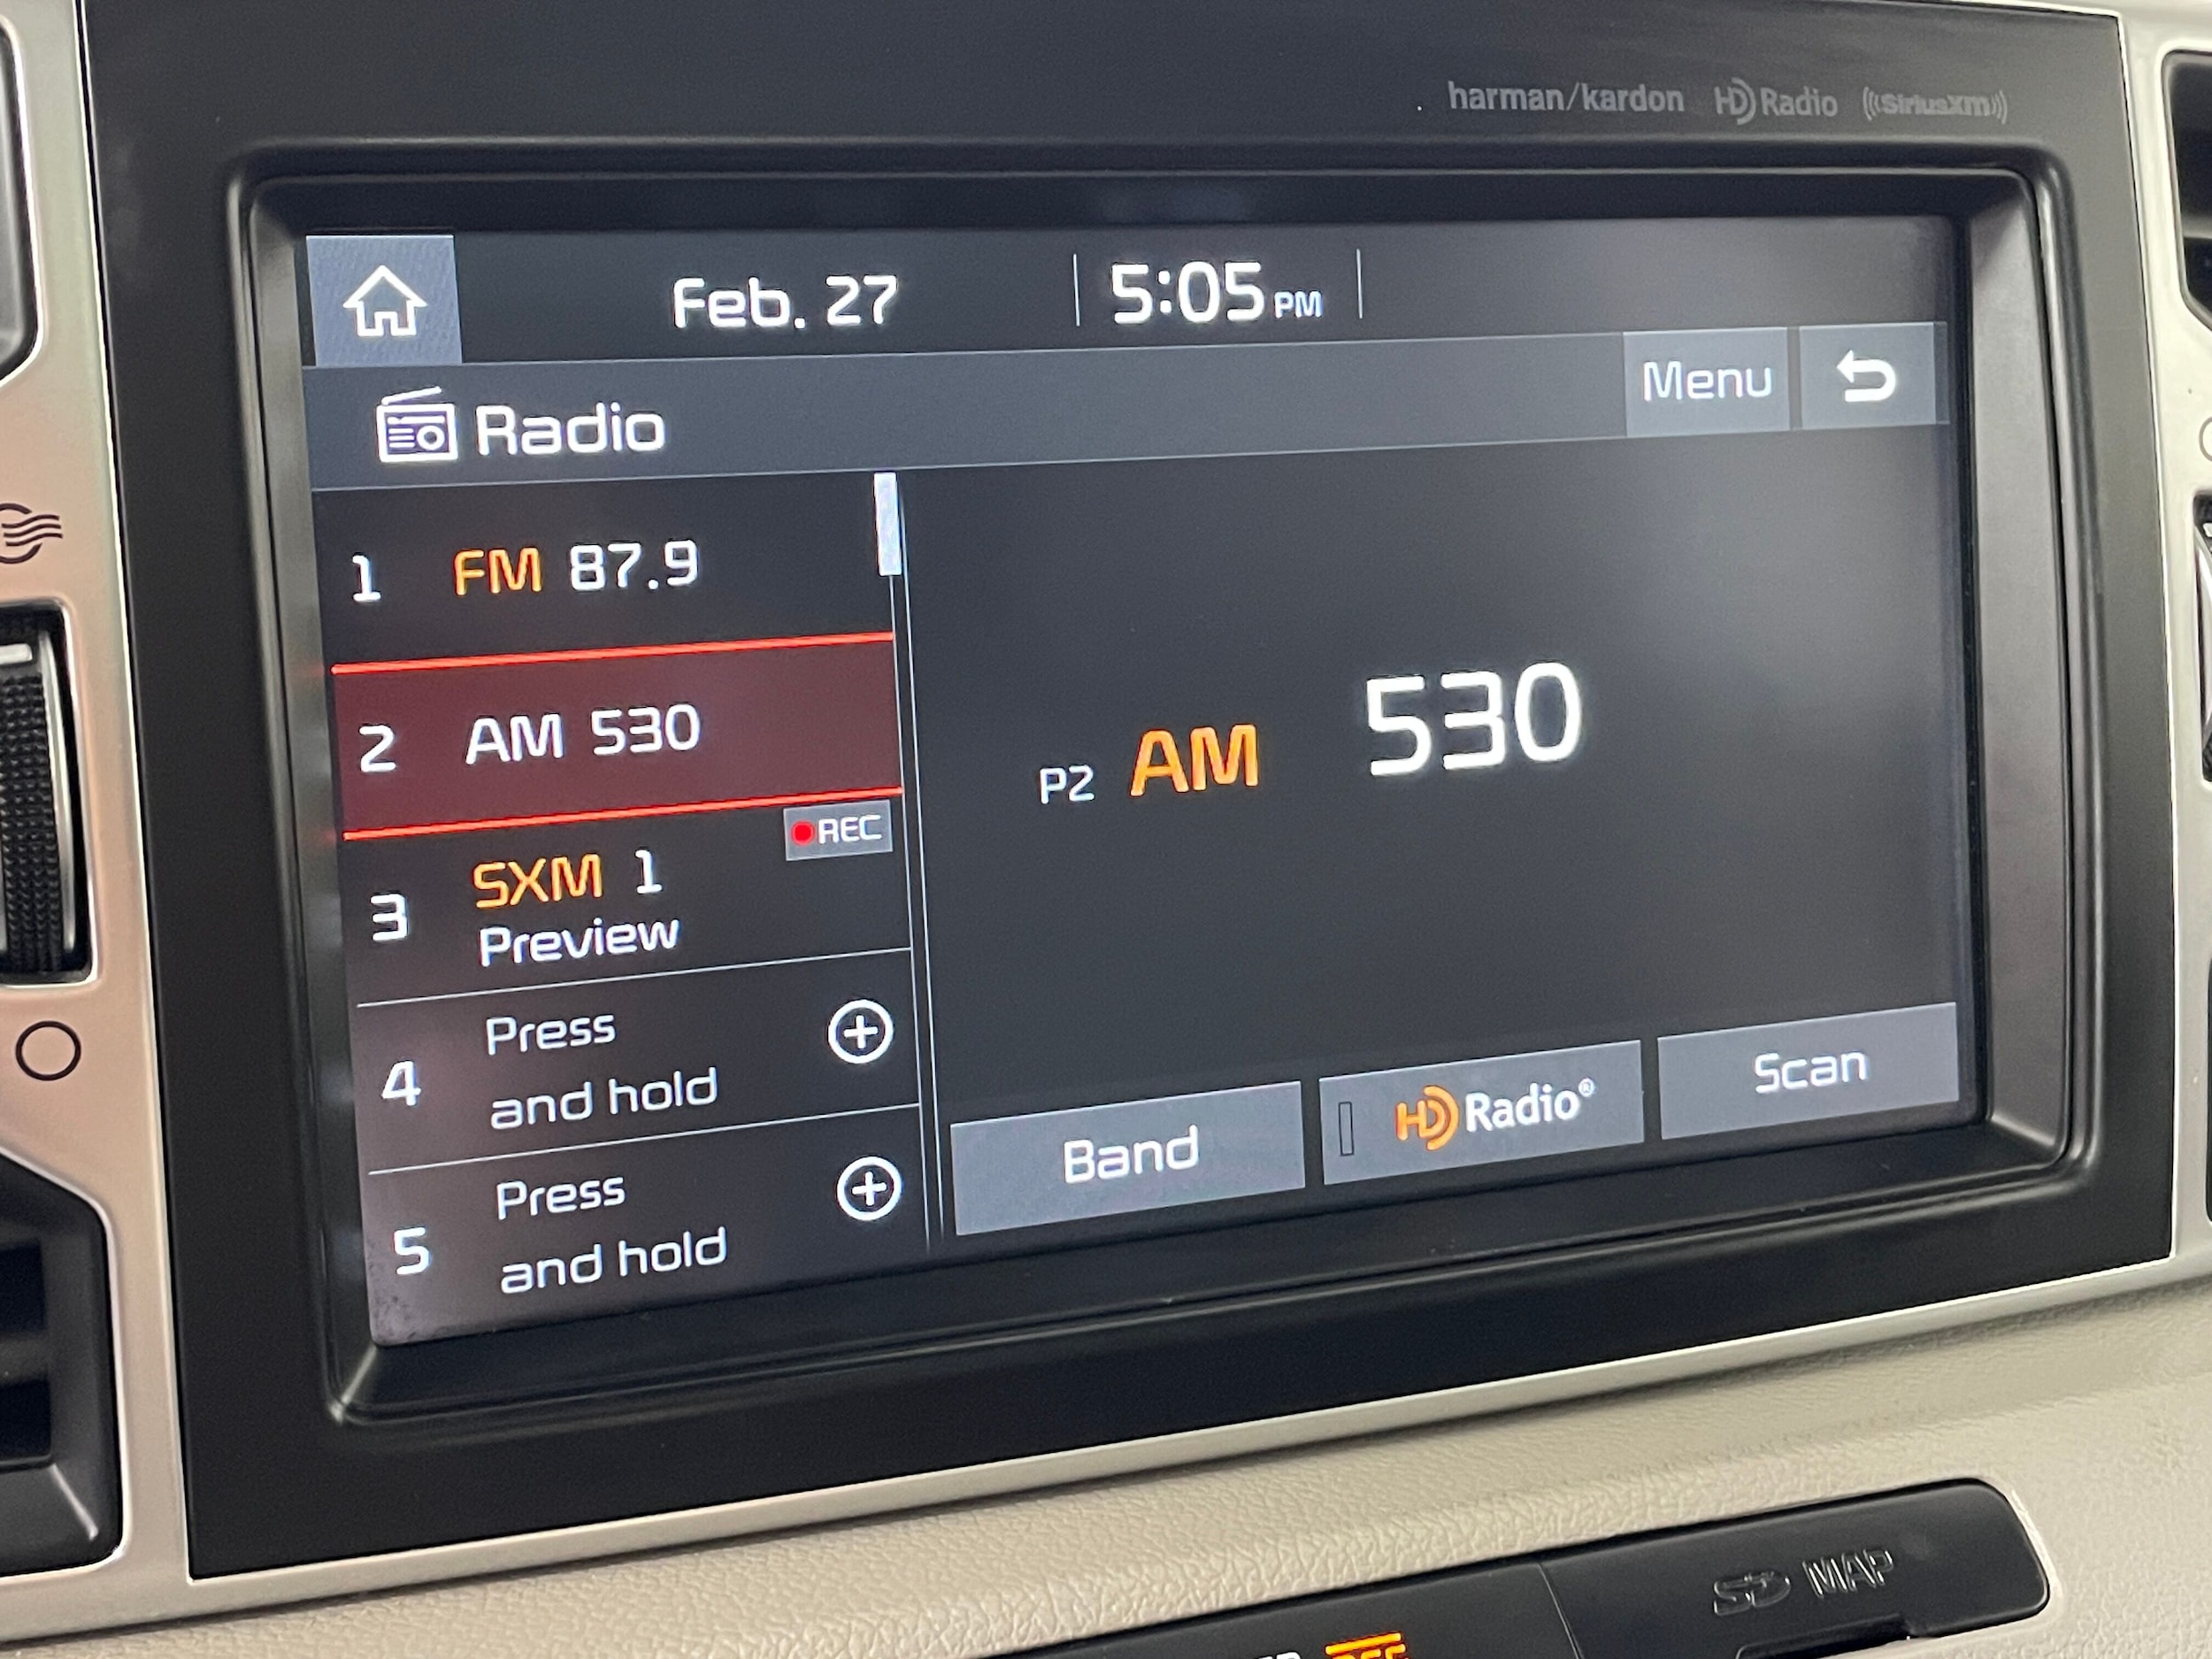 harman/kardon HD Radio SiriusXM
Feb. 27 5:05 PM
Radio Menu
1 FM 87.9
2 AM 530
P2 AM 530
REC
3 SXM 1
Preview
4 Press
and hold
5 Press
and hold
Band HD Radio® Scan
SD MAP